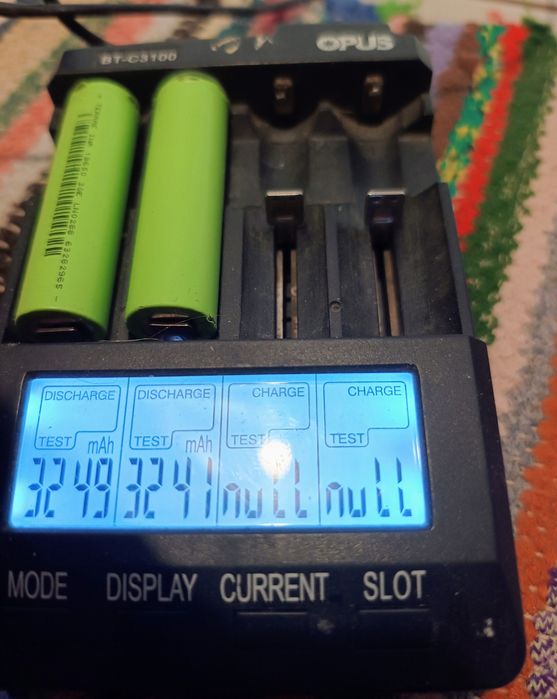 BT-C3100
OPUS
DISCHARGE DISCHARGE CHARGE CHARGE
TEST mAh TEST mAh TEST TEST
3249 3241 null null
MODE DISPLAY CURRENT SLOT